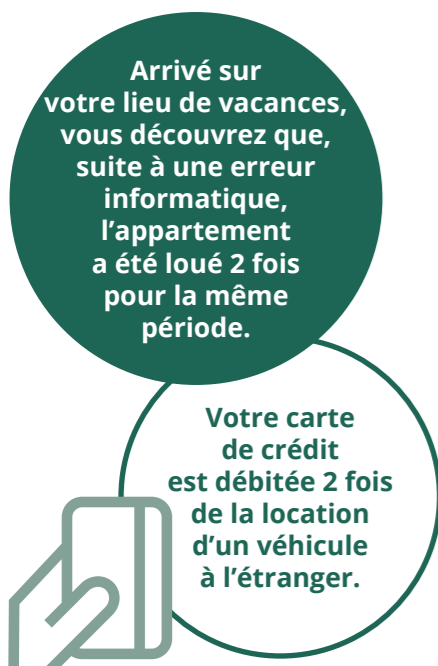 Arrivé sur
votre lieu de vacances,
vous découvrez que,
suite à une erreur
informatique,
l’appartement
a été loué 2 fois
pour la même
période.
Votre carte
de crédit
est débitée 2 fois
de la location
d’un véhicule
à l’étranger.